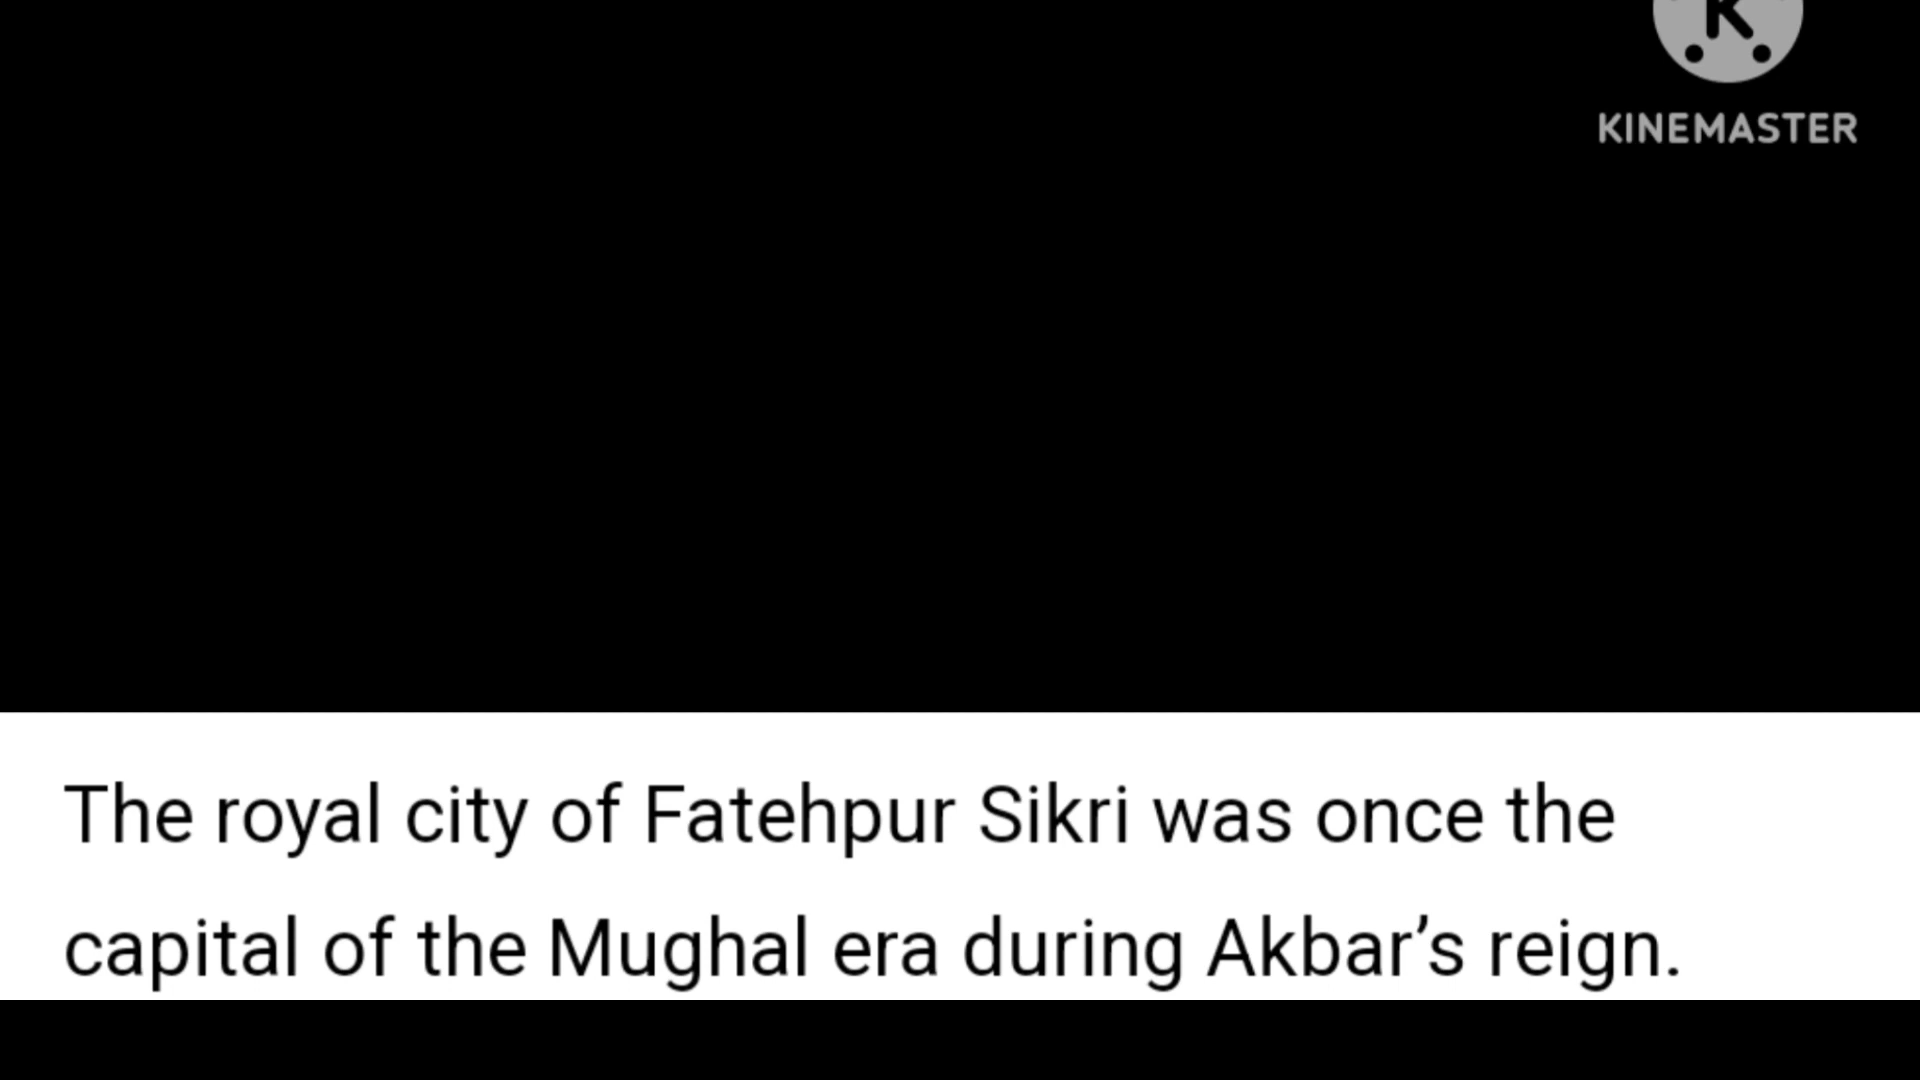 KINEMASTER
The royal city of Fatehpur Sikri was once the
capital of the Mughal era during Akbar’s reign.